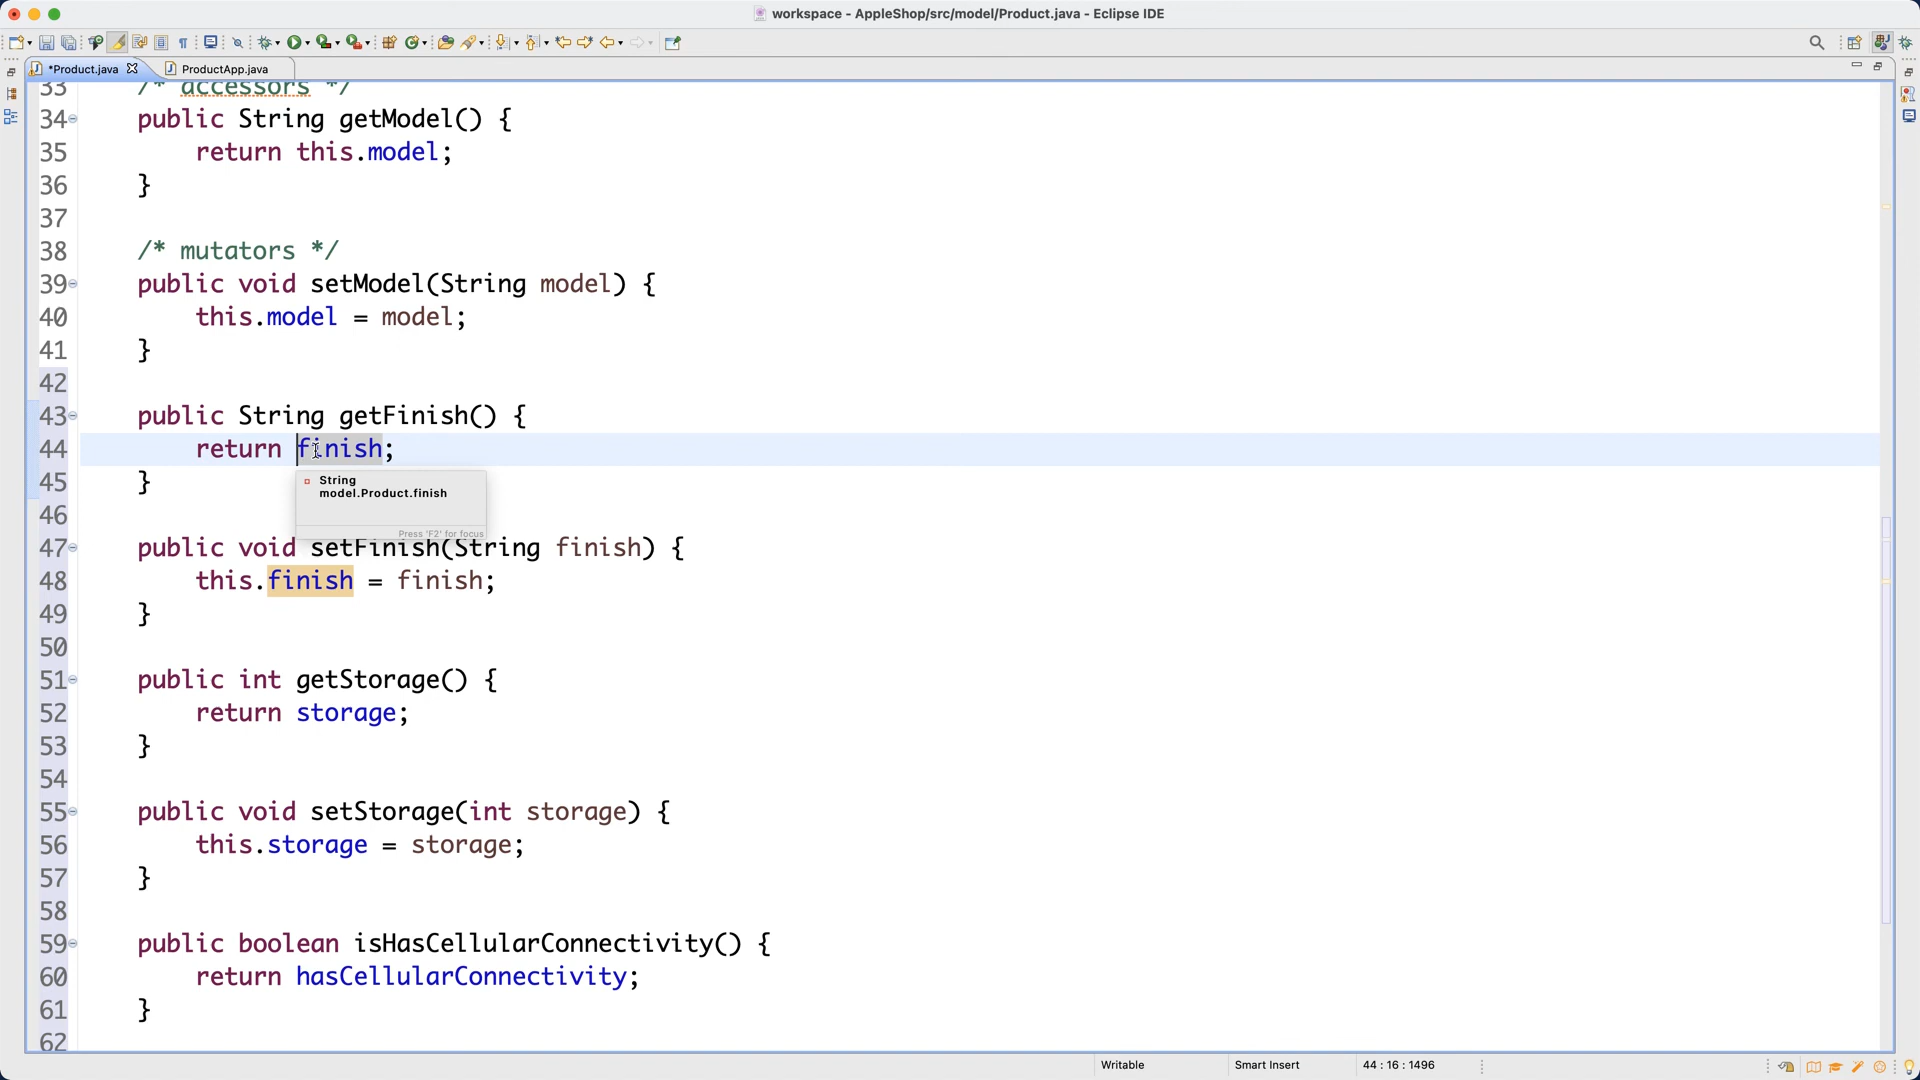 workspace - AppleShop/src/model/Product.java - Eclipse IDE
*Product.java
ProductApp.java
33 /* accessors */
34 public String getModel() {
35 return this.model;
36 }
37
38 /* mutators */
39 public void setModel(String model) {
40 this.model = model;
41 }
42
43 public String getFinish() {
44 return finish;
45 }
String
model.Product.finish
46
Press 'F2' for focus
47 public void setFinish(String finish) {
48 this.finish = finish;
49 }
50
51 public int getStorage() {
52 return storage;
53 }
54
55 public void setStorage(int storage) {
56 this.storage = storage;
57 }
58
59 public boolean isHasCellularConnectivity() {
60 return hasCellularConnectivity;
61 }
62
Writable
Smart Insert
44 : 16 : 1496